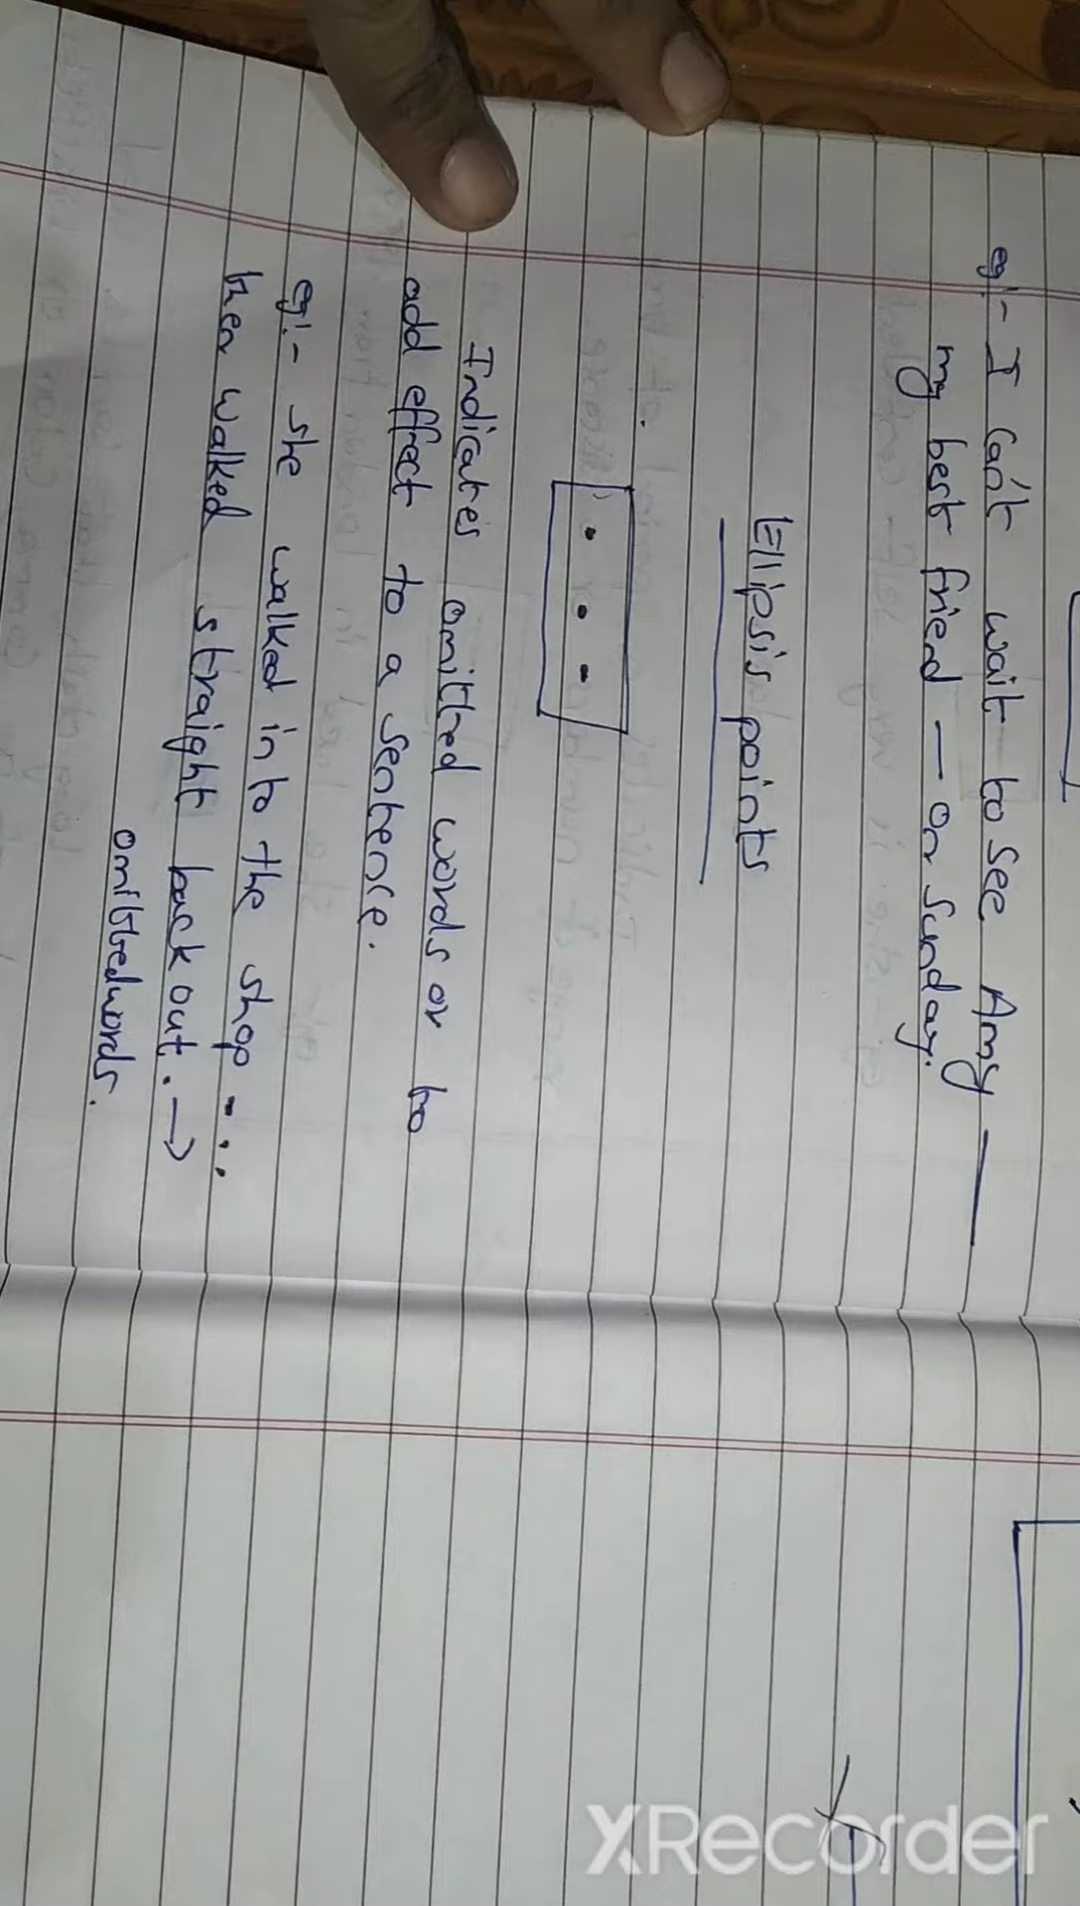 eg:- I can't wait to see Amy —
my best friend — on Sunday.
Ellipsis points
. . .
Indicates omitted words or to
add effect to a sentence.
eg:- she walked into the shop ...
then walked straight back out. →
omitted words.
XRecorder